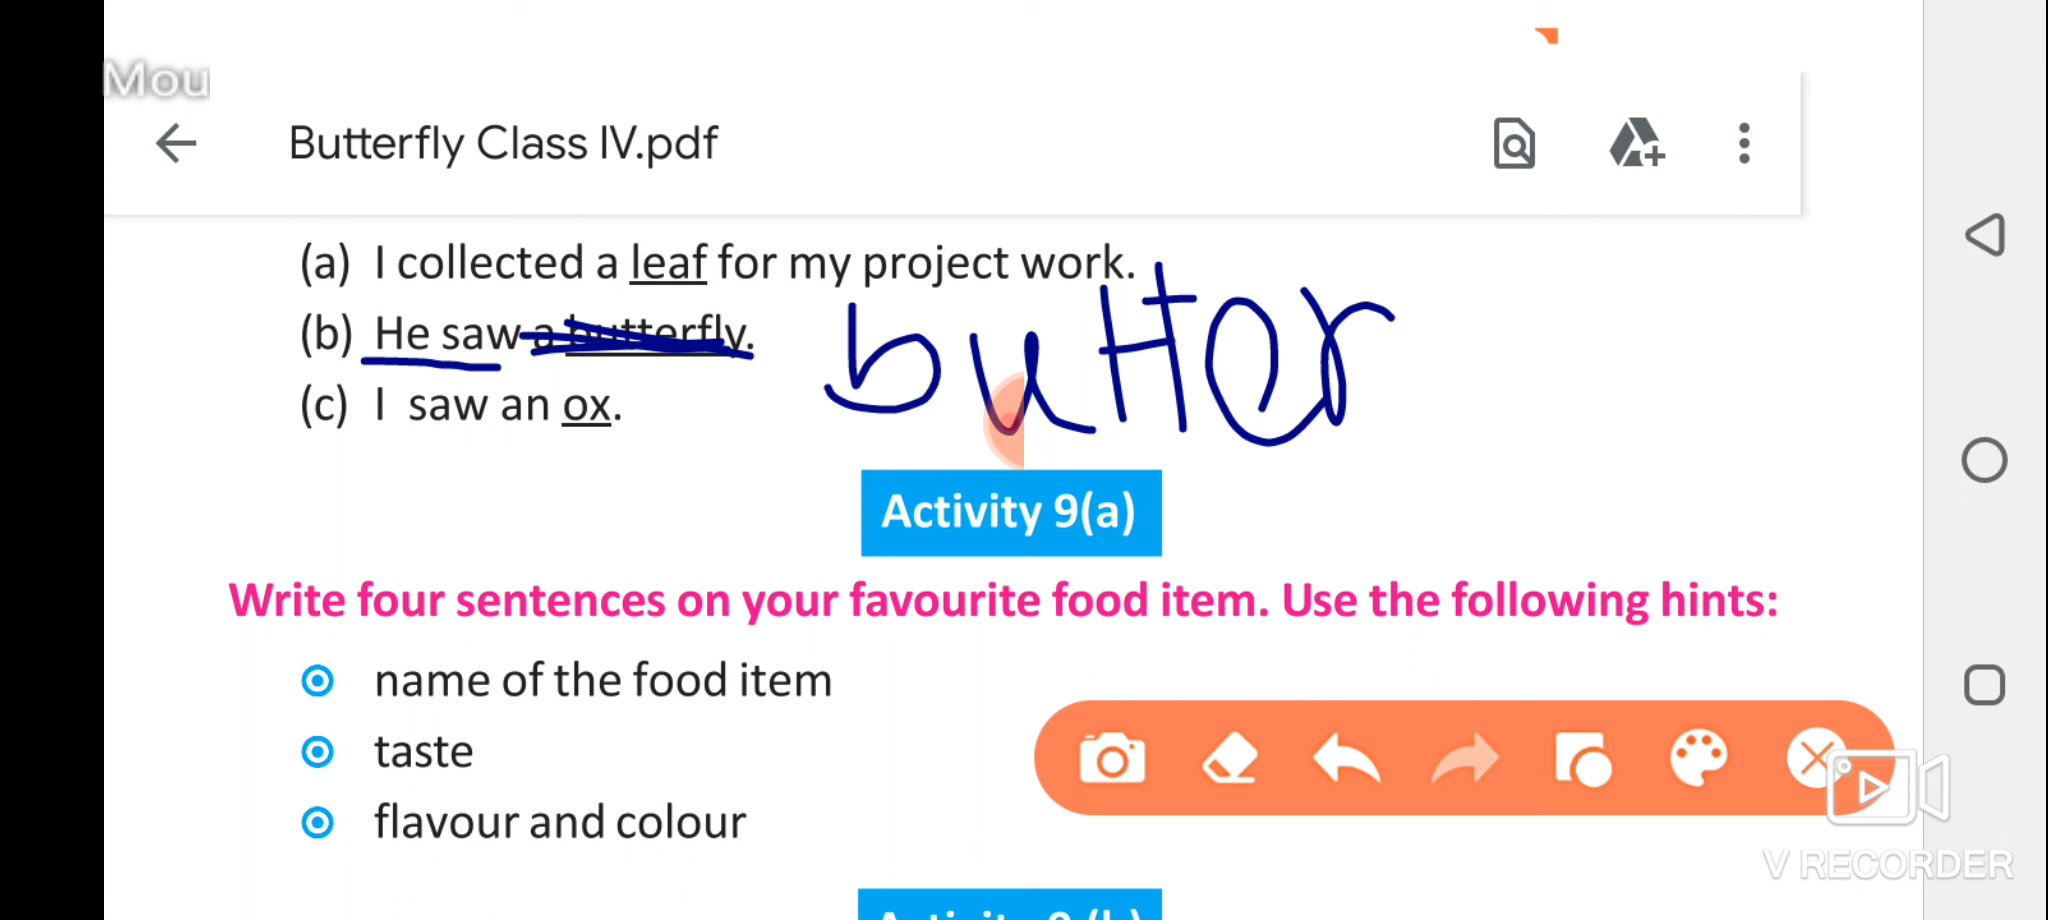 Mou
Butterfly Class IV.pdf
(a) I collected a leaf for my project work.
(b) He saw a butterfly.
butter
(c) I saw an ox.
Activity 9(a)
Write four sentences on your favourite food item. Use the following hints:
name of the food item
taste
flavour and colour
V RECORDER